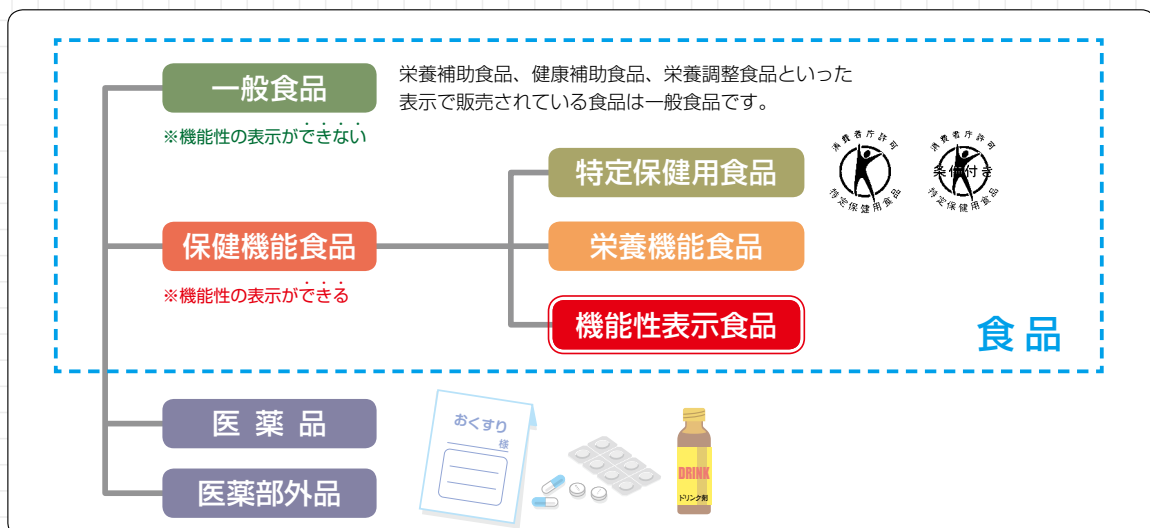 一般食品
栄養補助食品、健康補助食品、栄養調整食品といった
表示で販売されている食品は一般食品です。
※機能性の表示ができない
特定保健用食品
消費者庁許可
特定保健用食品
消費者庁許可
条件付き
特定保健用食品
保健機能食品
栄養機能食品
※機能性の表示ができる
機能性表示食品
食品
医薬品
おくすり
様
DRINK
ドリンク剤
医薬部外品